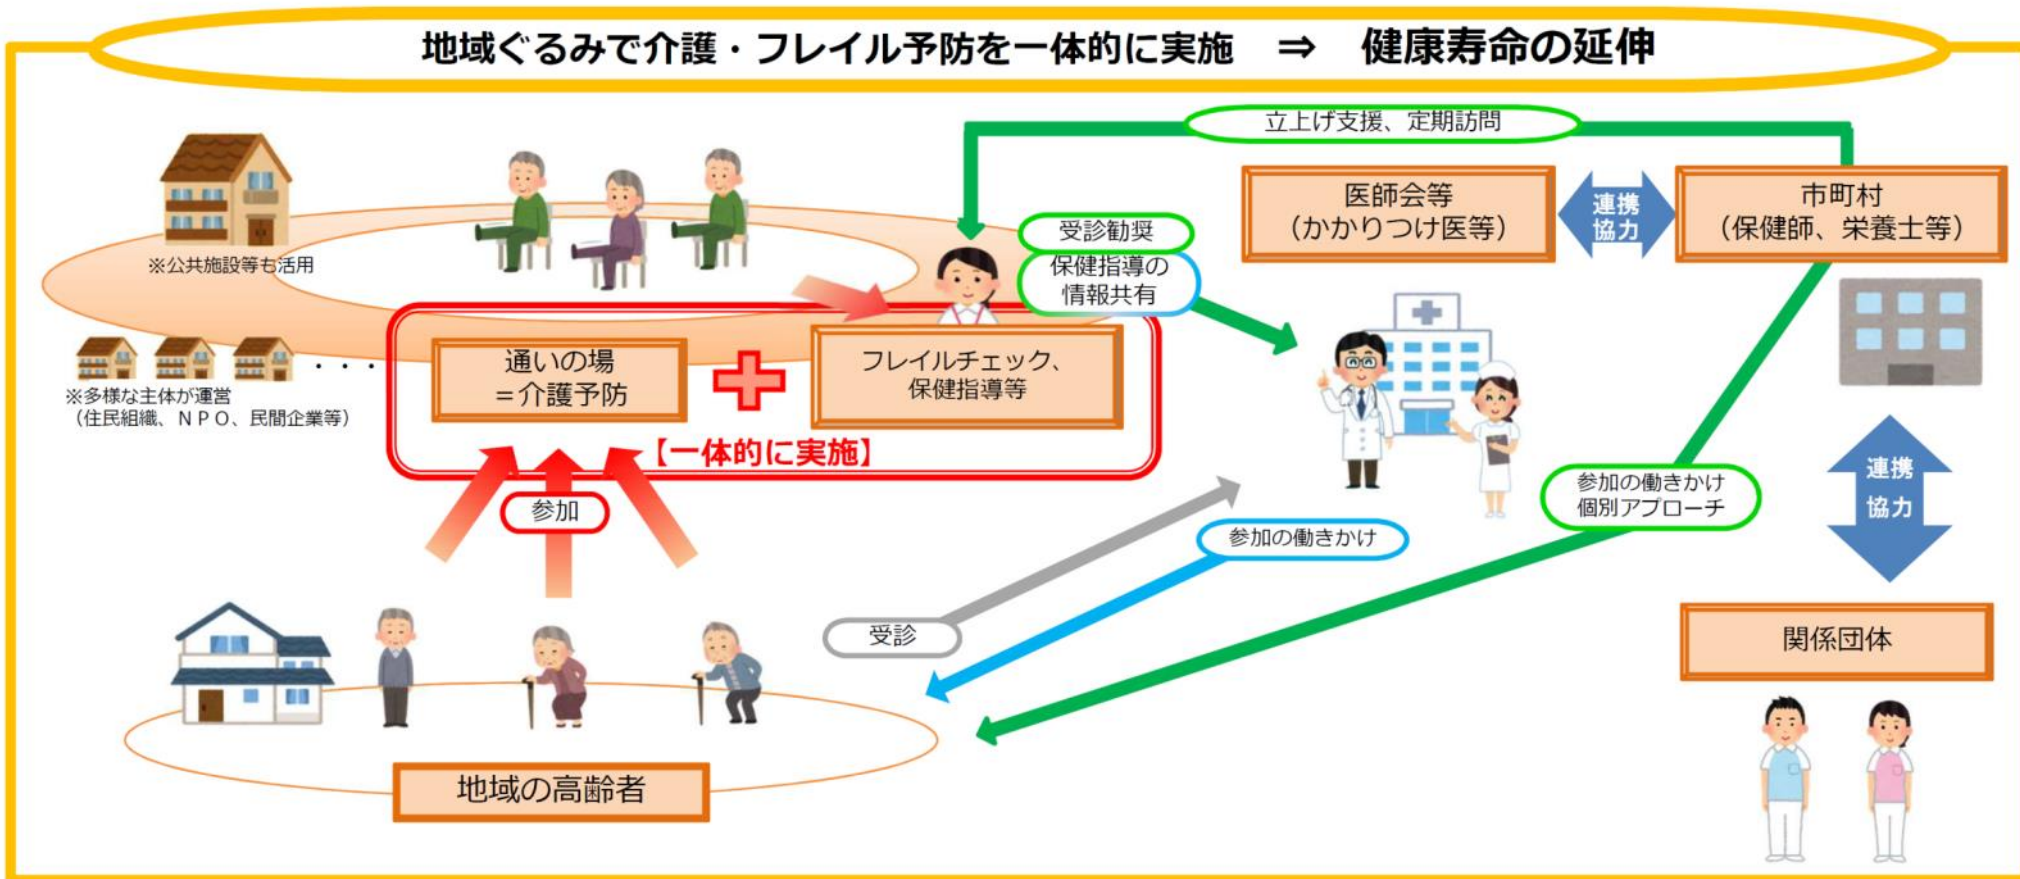 地域ぐるみで介護・フレイル予防を一体的に実施 ⇒ 健康寿命の延伸
立上げ支援、定期訪問
医師会等
（かかりつけ医等）
連携
協力
市町村
（保健師、栄養士等）
※公共施設等も活用
受診勧奨
保健指導の
情報共有
通いの場
＝介護予防
フレイルチェック、
保健指導等
・・・
※多様な主体が運営
（住民組織、ＮＰＯ、民間企業等）
【一体的に実施】
参加
参加の働きかけ
個別アプローチ
連携
協力
参加の働きかけ
受診
関係団体
地域の高齢者